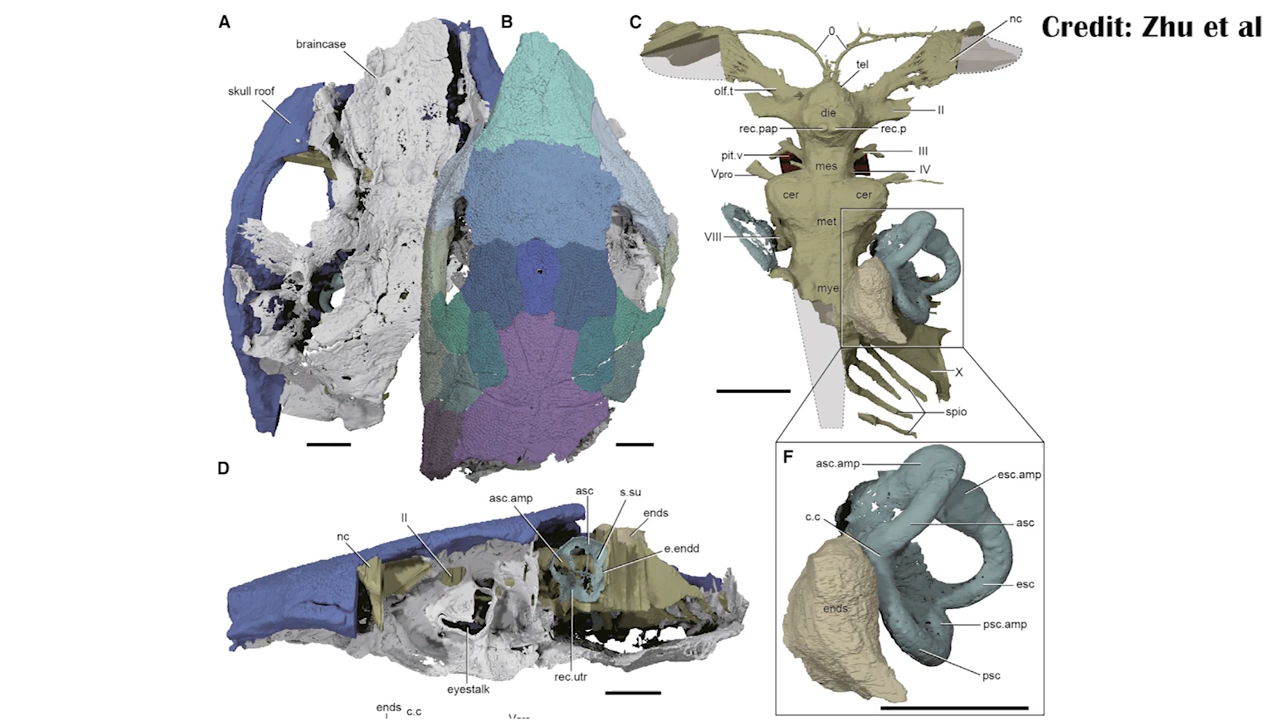 Credit: Zhu et al
A
braincase
skull roof
B
C
0
nc
tel
olf.t
die
II
rec.pap
rec.p
pit.v
III
mes
IV
Vpro
cer
cer
met
VIII
mye
X
spio
D
asc.amp
asc
s.su
II
ends
nc
e.endd
rec.utr
eyestalk
ends
c.c
F
asc.amp
esc.amp
c.c
asc
esc
ends
psc.amp
psc